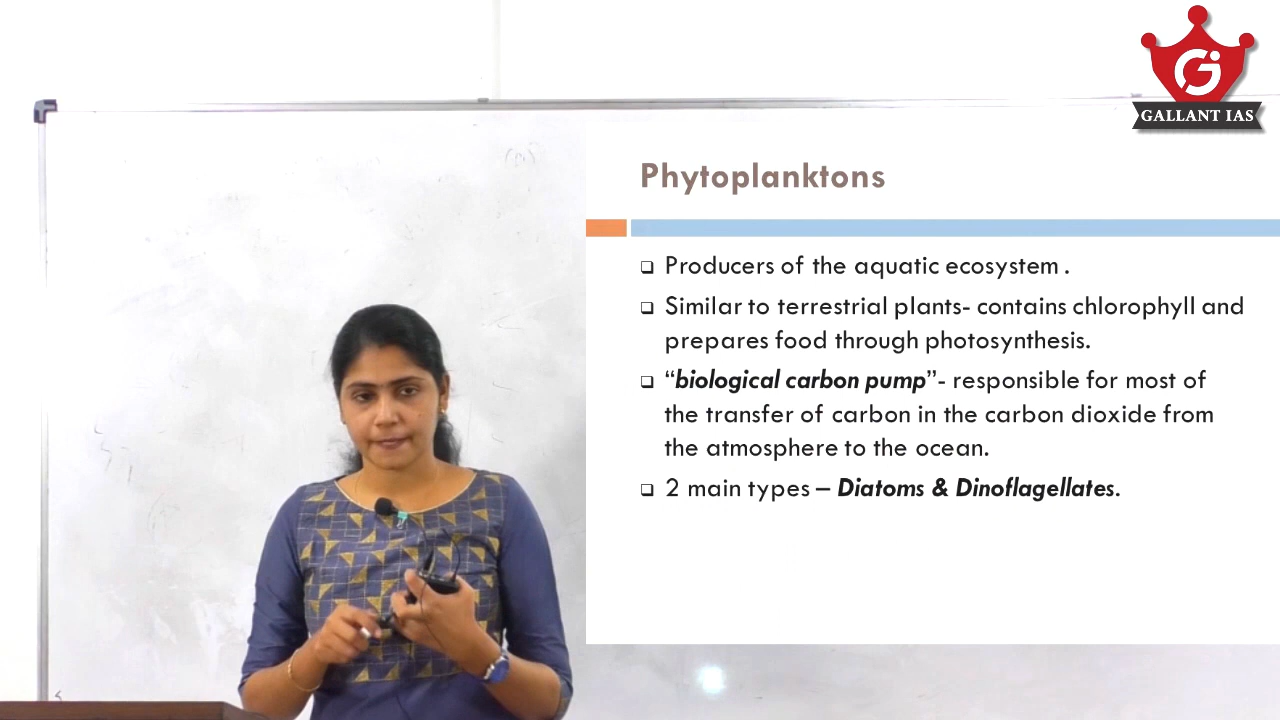 GALLANT IAS
Phytoplanktons
Producers of the aquatic ecosystem .
Similar to terrestrial plants- contains chlorophyll and
prepares food through photosynthesis.
“biological carbon pump”- responsible for most of
the transfer of carbon in the carbon dioxide from
the atmosphere to the ocean.
2 main types – Diatoms & Dinoflagellates.